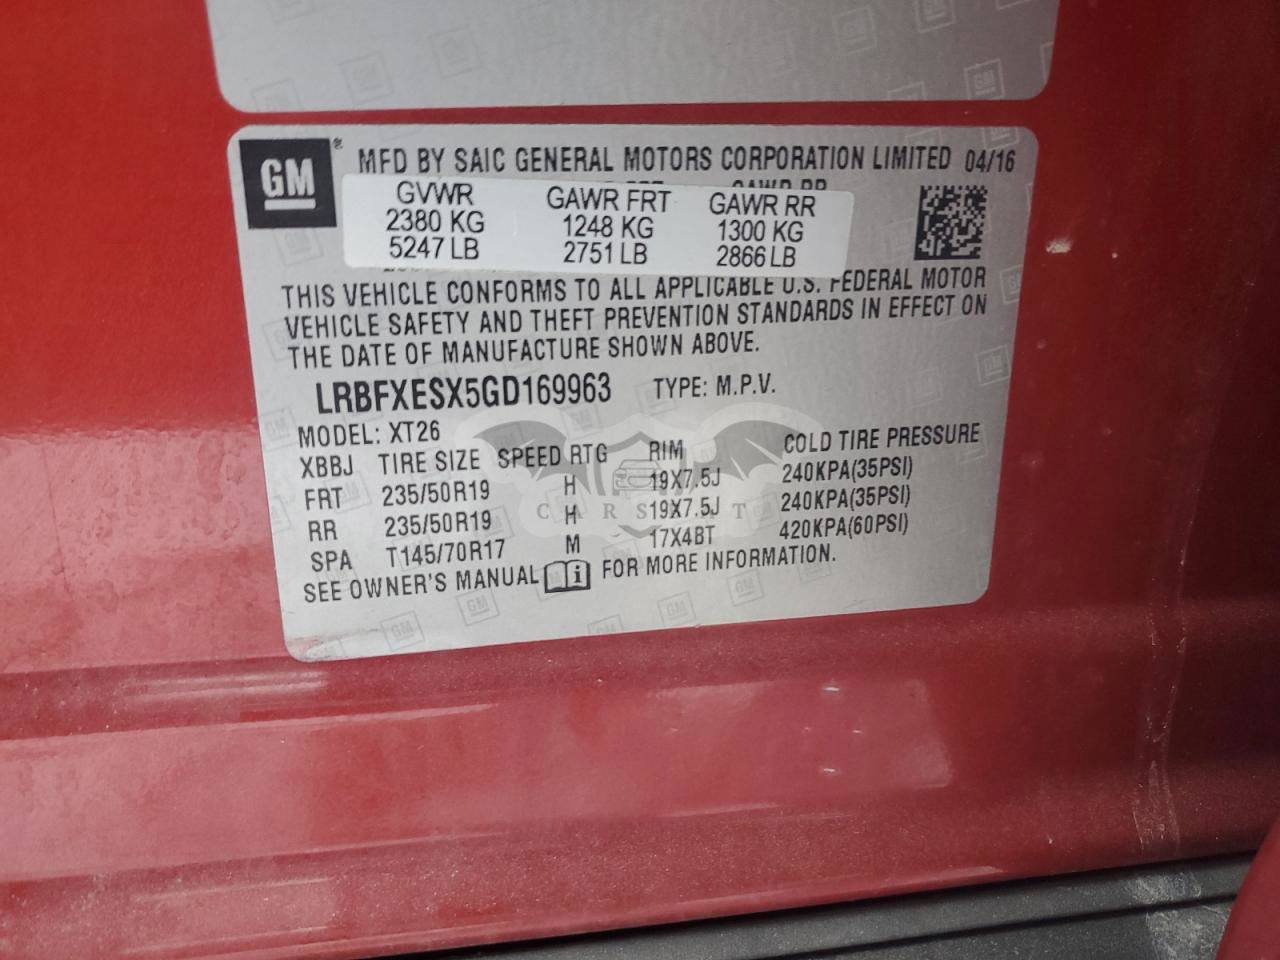 GM® MFD BY SAIC GENERAL MOTORS CORPORATION LIMITED 04/16
GAWR RR
GVWR GAWR FRT GAWR RR
2380 KG 1248 KG 1300 KG
5247 LB 2751 LB 2866 LB
THIS VEHICLE CONFORMS TO ALL APPLICABLE U.S. FEDERAL MOTOR
VEHICLE SAFETY AND THEFT PREVENTION STANDARDS IN EFFECT ON
THE DATE OF MANUFACTURE SHOWN ABOVE.
LRBFXESX5GD169963 TYPE: M.P.V.
MODEL: XT26
XBBJ TIRE SIZE SPEED RTG RIM COLD TIRE PRESSURE
FRT 235/50R19 H 19X7.5J 240KPA(35PSI)
RR 235/50R19 H 19X7.5J 240KPA(35PSI)
SPA T145/70R17 M 17X4BT 420KPA(60PSI)
SEE OWNER'S MANUAL i FOR MORE INFORMATION.